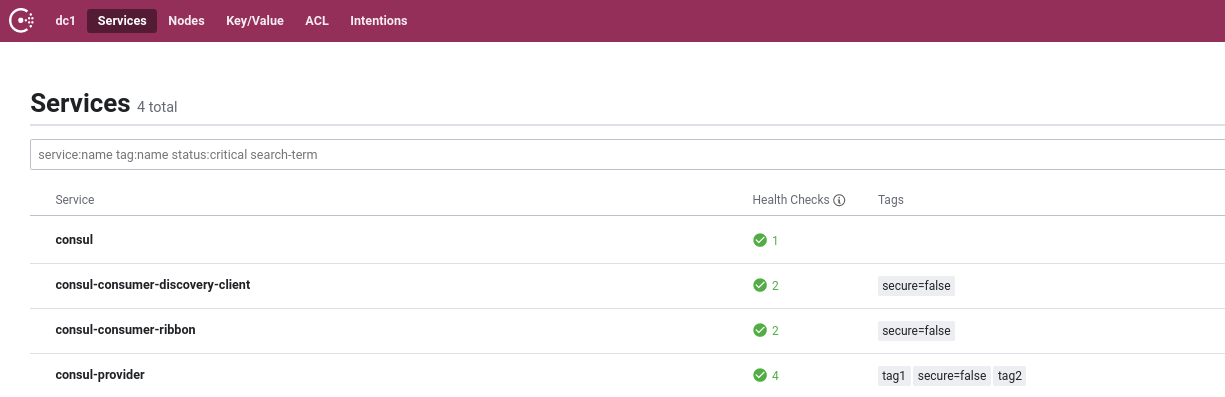 dc1 Services Nodes Key/Value ACL Intentions
Services 4 total
service:name tag:name status:critical search-term
Service Health Checks Tags
consul 1
consul-consumer-discovery-client 2 secure=false
consul-consumer-ribbon 2 secure=false
consul-provider 4 tag1 secure=false tag2